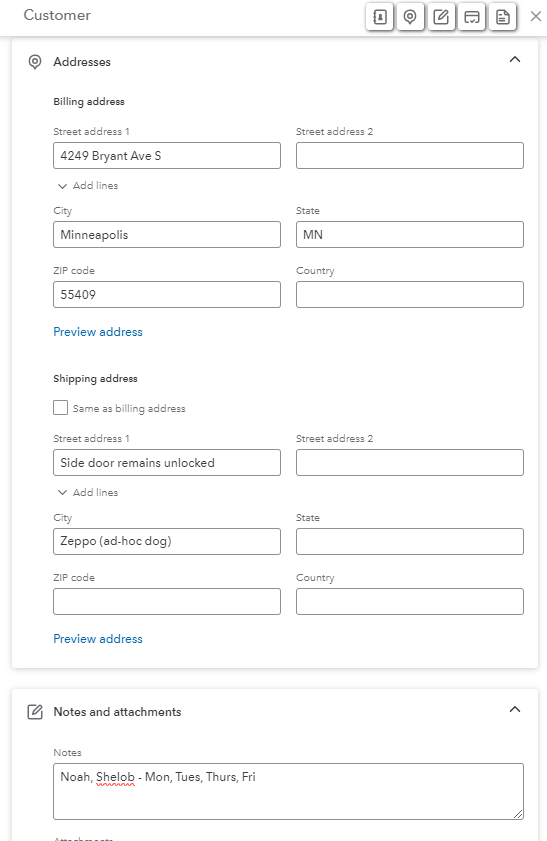 Customer
Addresses
Billing address
Street address 1
Street address 2
4249 Bryant Ave S
Add lines
City
State
Minneapolis
MN
ZIP code
Country
55409
Preview address
Shipping address
Same as billing address
Street address 1
Street address 2
Side door remains unlocked
Add lines
City
State
Zeppo (ad-hoc dog)
ZIP code
Country
Preview address
Notes and attachments
Notes
Noah, Shelob - Mon, Tues, Thurs, Fri
Attachments